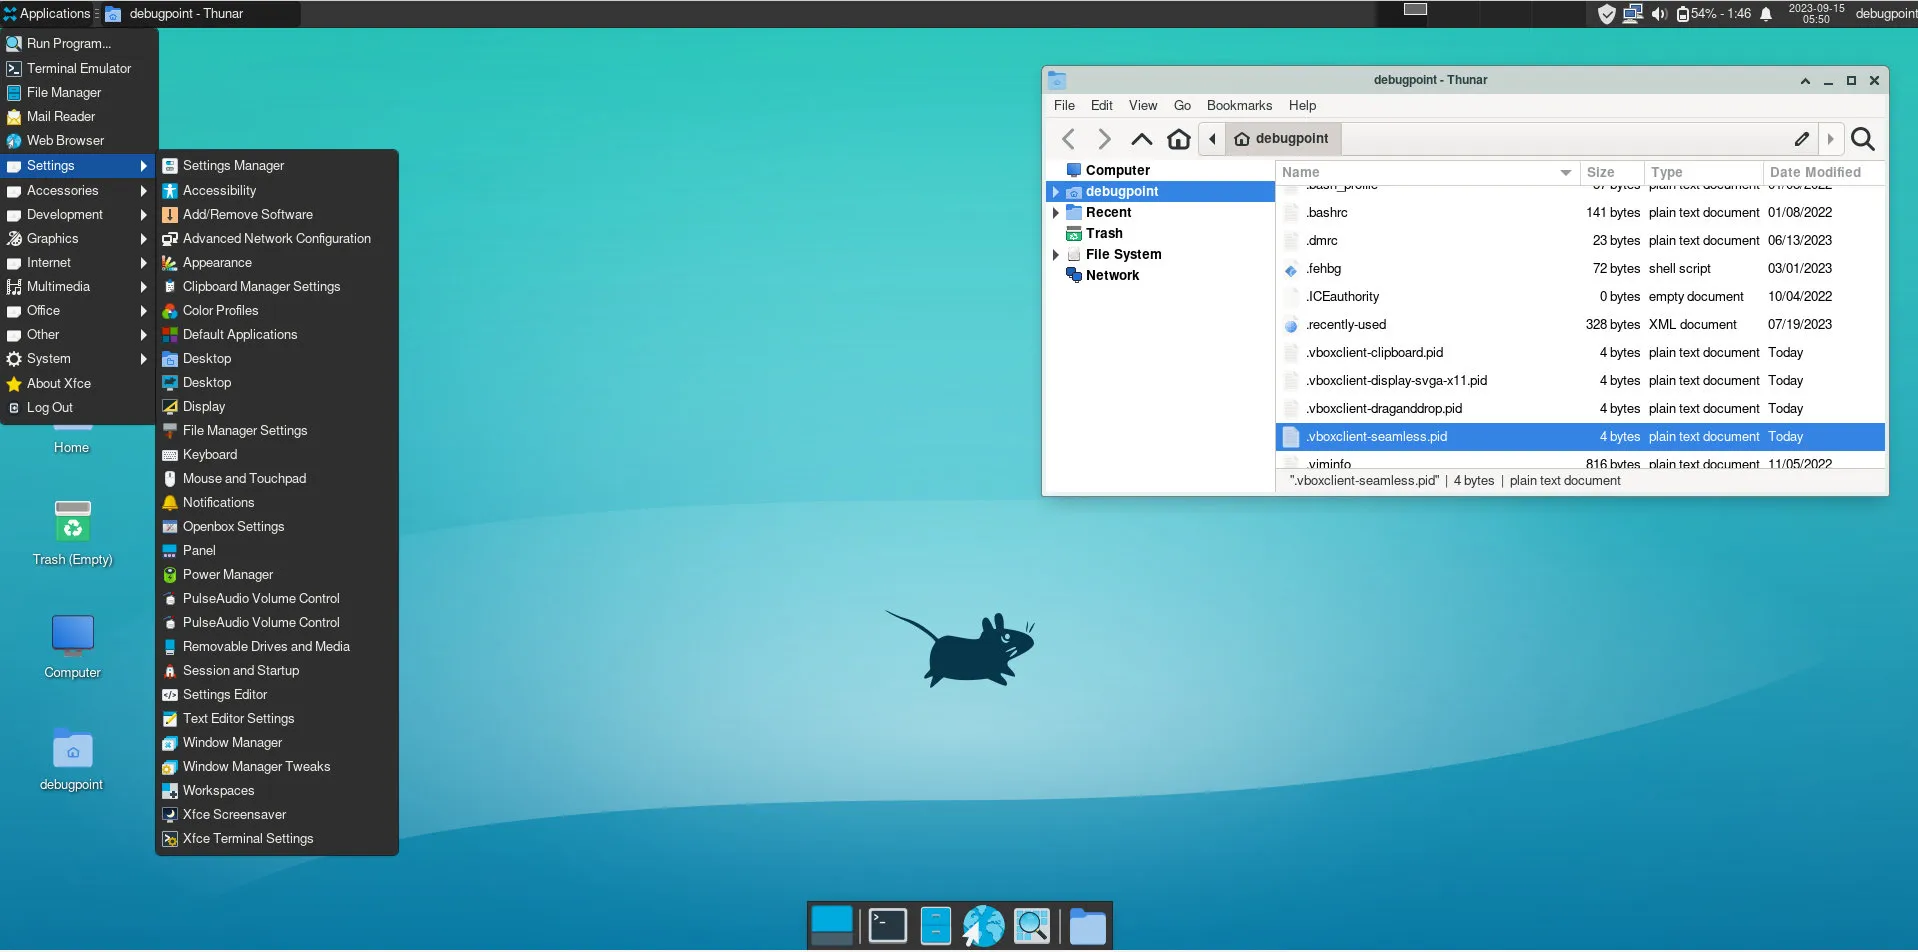 Applications
debugpoint - Thunar
54% - 1:46
2023-09-15
05:50
debugpoint
Run Program...
Terminal Emulator
File Manager
Mail Reader
Web Browser
Settings
Accessories
Development
Graphics
Internet
Multimedia
Office
Other
System
About Xfce
Log Out
Settings Manager
Accessibility
Add/Remove Software
Advanced Network Configuration
Appearance
Clipboard Manager Settings
Color Profiles
Default Applications
Desktop
Desktop
Display
File Manager Settings
Keyboard
Mouse and Touchpad
Notifications
Openbox Settings
Panel
Power Manager
PulseAudio Volume Control
PulseAudio Volume Control
Removable Drives and Media
Session and Startup
Settings Editor
Text Editor Settings
Window Manager
Window Manager Tweaks
Workspaces
Xfce Screensaver
Xfce Terminal Settings
Home
Trash (Empty)
Computer
debugpoint
debugpoint - Thunar
File Edit View Go Bookmarks Help
debugpoint
Computer
debugpoint
Recent
Trash
File System
Network
Name Size Type Date Modified
.bash_profile 57 bytes plain text document 01/08/2022
.bashrc 141 bytes plain text document 01/08/2022
.dmrc 23 bytes plain text document 06/13/2023
.fehbg 72 bytes shell script 03/01/2023
.ICEauthority 0 bytes empty document 10/04/2022
.recently-used 328 bytes XML document 07/19/2023
.vboxclient-clipboard.pid 4 bytes plain text document Today
.vboxclient-display-svga-x11.pid 4 bytes plain text document Today
.vboxclient-draganddrop.pid 4 bytes plain text document Today
.vboxclient-seamless.pid 4 bytes plain text document Today
.viminfo 816 bytes plain text document 11/05/2022
".vboxclient-seamless.pid" | 4 bytes | plain text document